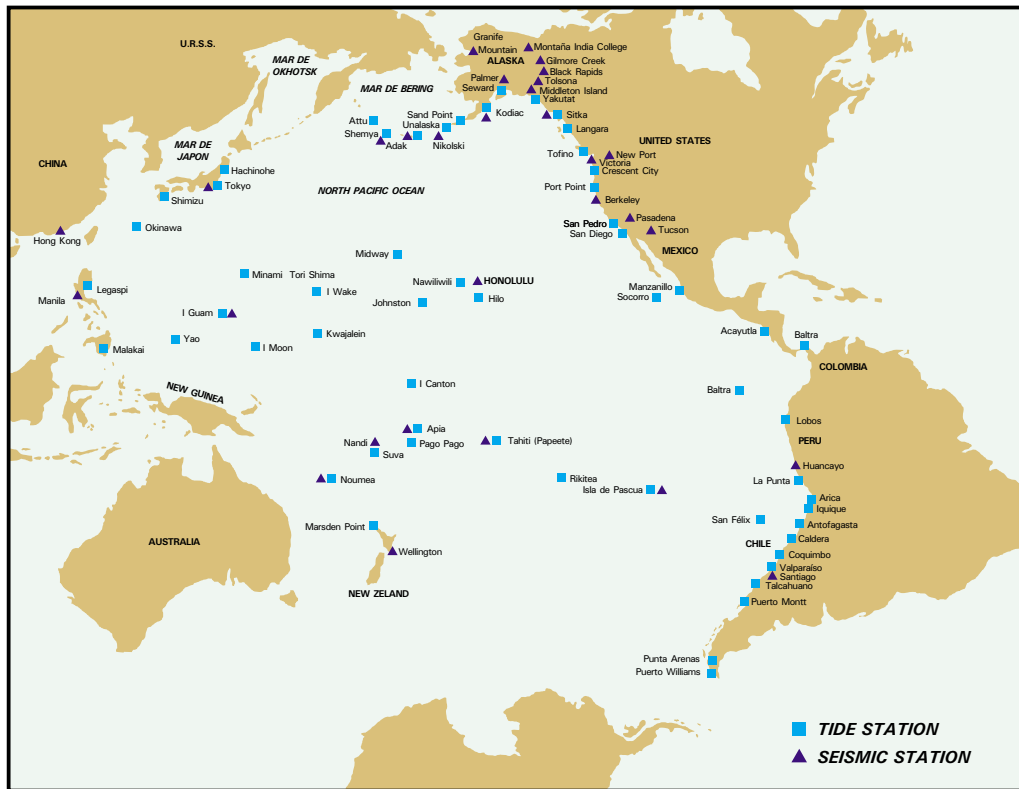 Granife
U.R.S.S.
Mountain
Montaña India College
MAR DE
OKHOTSK
ALASKA
Gilmore Creek
Black Rapids
Palmer
Tolsona
MAR DE BERING
Seward
Middleton Island
Yakutat
Attu
Sand Point
Kodiac
Sitka
Unalaska
Shemya
Langara
Adak
Nikolski
MAR DE
JAPON
UNITED STATES
CHINA
Tofino
New Port
Victoria
Hachinohe
Crescent City
Tokyo
NORTH PACIFIC OCEAN
Port Point
Shimizu
Berkeley
Okinawa
San Pedro
Pasadena
Hong Kong
San Diego
Tucson
Midway
MEXICO
Minami Tori Shima
Nawiliwili
HONOLULU
Legaspi
I Wake
Manzanillo
Manila
Johnston
Hilo
Socorro
I Guam
Yao
Kwajalein
Acayutla
Baltra
Malakai
I Moon
COLOMBIA
NEW GUINEA
I Canton
Baltra
Lobos
Apia
Nandi
Pago Pago
Tahiti (Papeete)
PERU
Suva
Huancayo
Noumea
Rikitea
La Punta
Isla de Pascua
Arica
Iquique
Marsden Point
San Félix
Antofagasta
AUSTRALIA
Caldera
CHILE
Wellington
Coquimbo
Valparaíso
Santiago
NEW ZELAND
Talcahuano
Puerto Montt
Punta Arenas
Puerto Williams
TIDE STATION
SEISMIC STATION